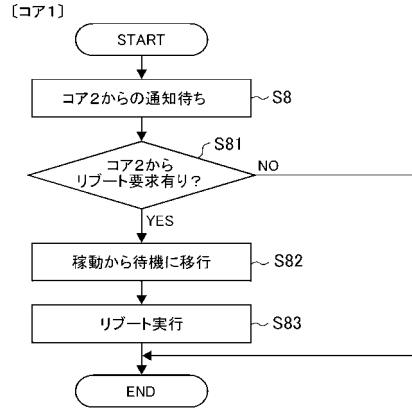 〔コア1〕
START
コア2からの通知待ち
S8
S81
コア2から
リブート要求有り？
NO
YES
稼動から待機に移行
S82
リブート実行
S83
END